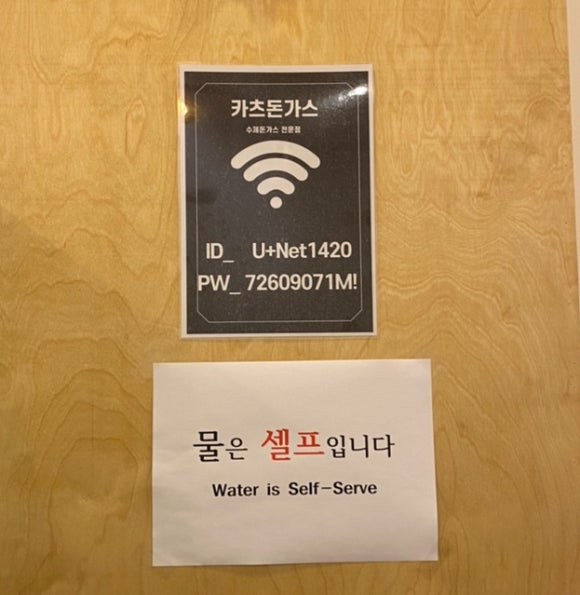 카츠돈가스
수제돈가스 전문점
ID_ U+Net1420
PW_ 72609071M!
물은 셀프입니다
Water is Self-Serve